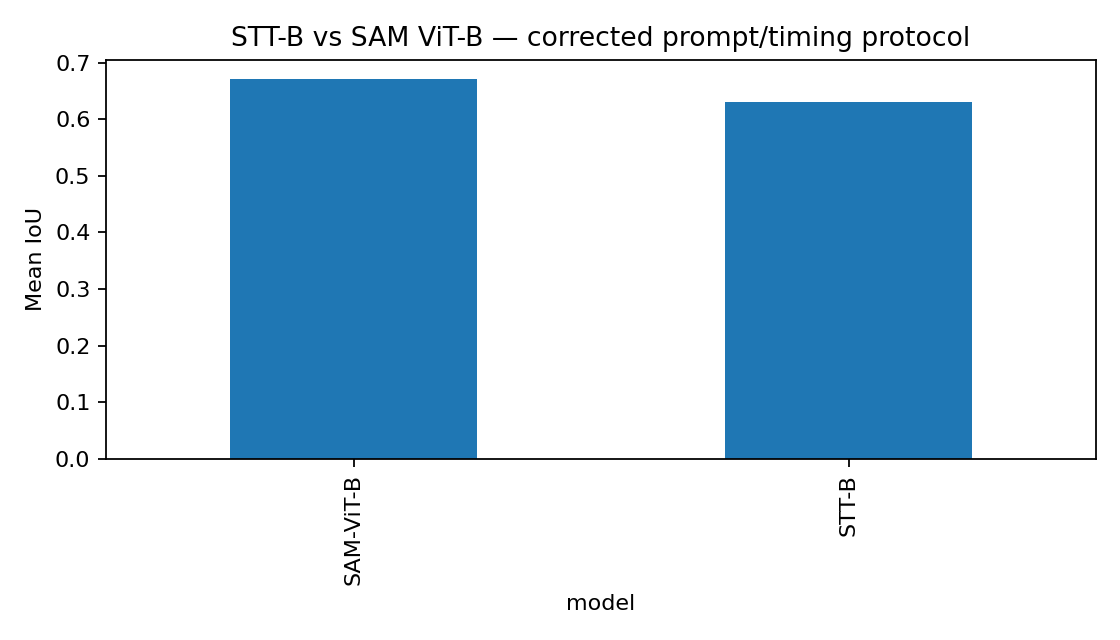 STT-B vs SAM ViT-B — corrected prompt/timing protocol
Mean IoU
0.7
0.6
0.5
0.4
0.3
0.2
0.1
0.0
SAM-ViT-B
STT-B
model